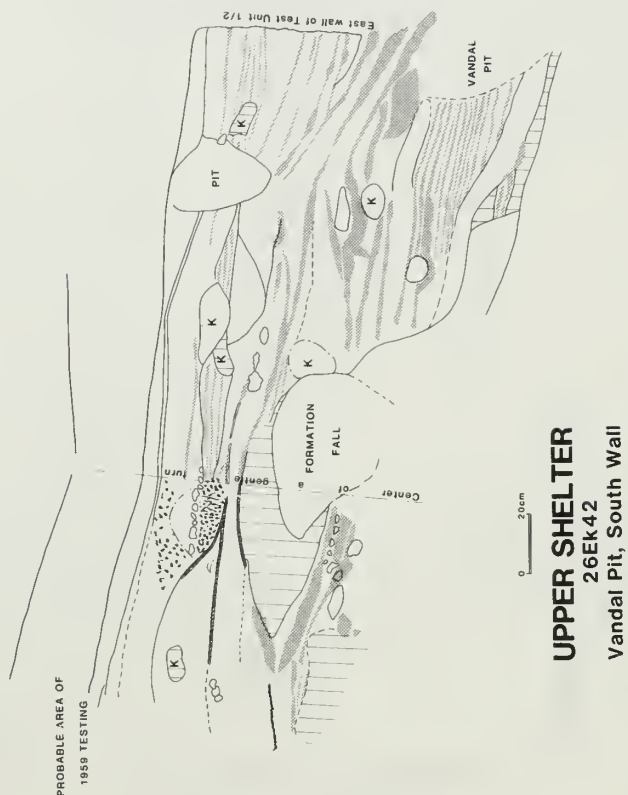 PROBABLE AREA OF
1959 TESTING
East wall of Test Unit 1/2
PIT
K
K
K
K
K
K
K
VANDAL
PIT
FORMATION
FALL
Center of a gentle turn
0 20cm
UPPER SHELTER
26Ek42
Vandal Pit, South Wall